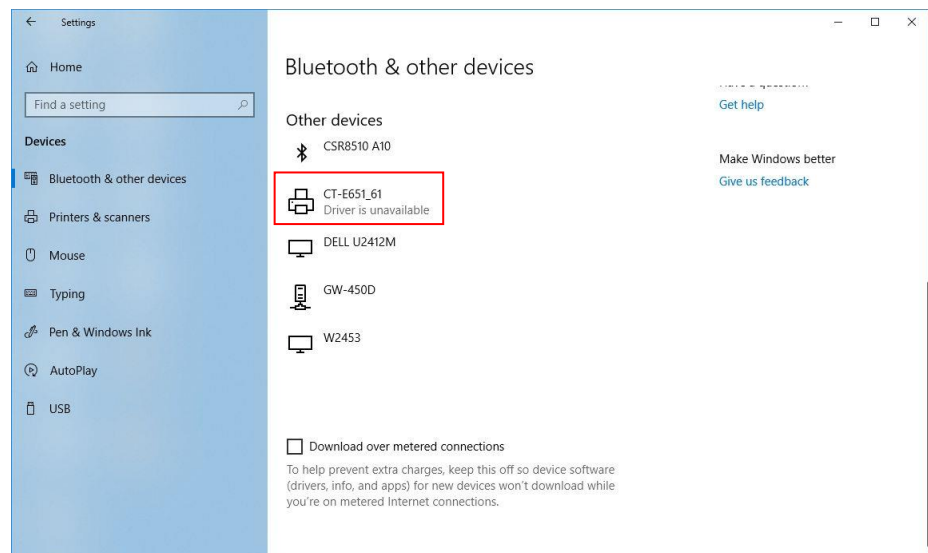 Settings
Home
Find a setting
Devices
Bluetooth & other devices
Printers & scanners
Mouse
Typing
Pen & Windows Ink
AutoPlay
USB
Bluetooth & other devices
Other devices
CSR8510 A10
CT-E651_61
Driver is unavailable
DELL U2412M
GW-450D
W2453
Download over metered connections
To help prevent extra charges, keep this off so device software
(drivers, info, and apps) for new devices won't download while
you're on metered Internet connections.
Get help
Make Windows better
Give us feedback